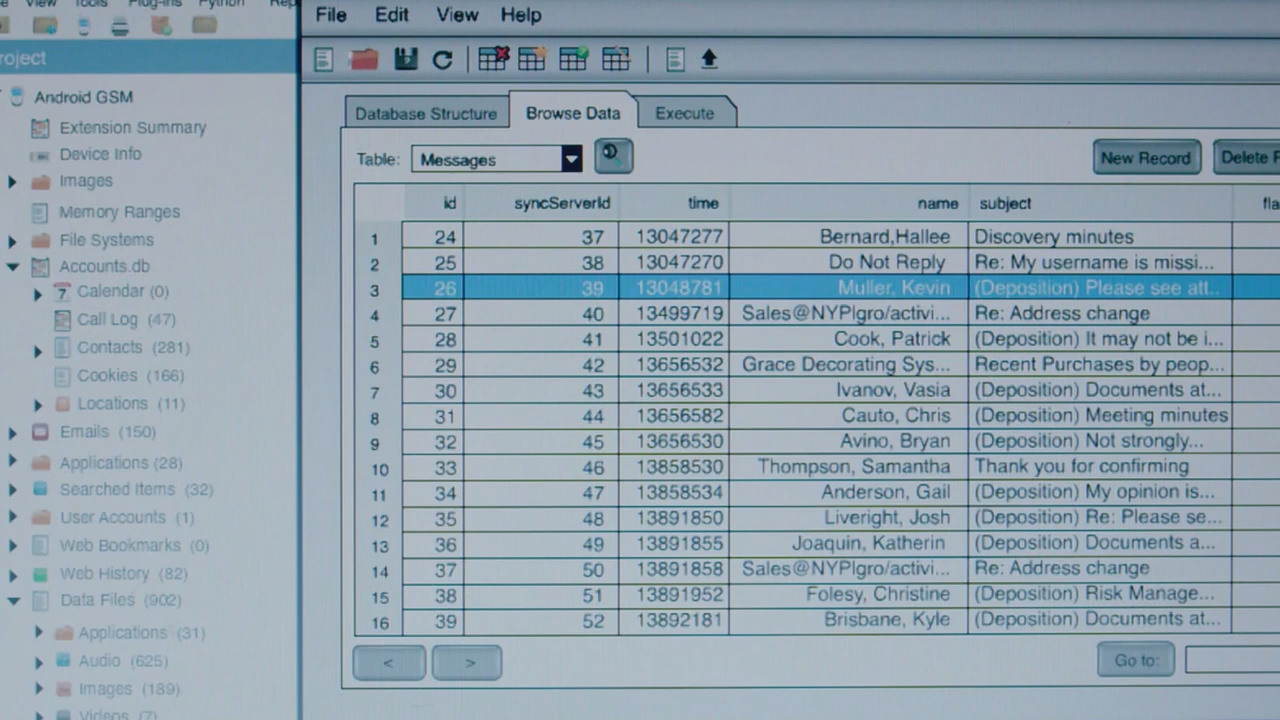 View Tools Plug-ins Python Rep
roject
Android GSM
Extension Summary
Device Info
Images
Memory Ranges
File Systems
Accounts.db
7 Calendar (0)
Call Log (47)
Contacts (281)
Cookies (166)
Locations (11)
Emails (150)
Applications (28)
Searched Items (32)
User Accounts (1)
Web Bookmarks (0)
Web History (82)
Data Files (902)
Applications (31)
Audio (625)
Images (189)
Videos (7)
File Edit View Help
Database Structure Browse Data Execute
Table: Messages New Record Delete R
id syncServerId time name subject fla
1 24 37 13047277 Bernard,Hallee Discovery minutes
2 25 38 13047270 Do Not Reply Re: My username is missi...
3 26 39 13048781 Muller, Kevin (Deposition) Please see att..
4 27 40 13499719 Sales@NYPlgro/activi... Re: Address change
5 28 41 13501022 Cook, Patrick (Deposition) It may not be i...
6 29 42 13656532 Grace Decorating Sys... Recent Purchases by peop...
7 30 43 13656533 Ivanov, Vasia (Deposition) Documents at...
8 31 44 13656582 Cauto, Chris (Deposition) Meeting minutes
9 32 45 13656530 Avino, Bryan (Deposition) Not strongly...
10 33 46 13858530 Thompson, Samantha Thank you for confirming
11 34 47 13858534 Anderson, Gail (Deposition) My opinion is...
12 35 48 13891850 Liveright, Josh (Deposition) Re: Please se...
13 36 49 13891855 Joaquin, Katherin (Deposition) Documents a...
14 37 50 13891858 Sales@NYPlgro/activi... Re: Address change
15 38 51 13891952 Folesy, Christine (Deposition) Risk Manage...
16 39 52 13892181 Brisbane, Kyle (Deposition) Documents at...
< > Go to: